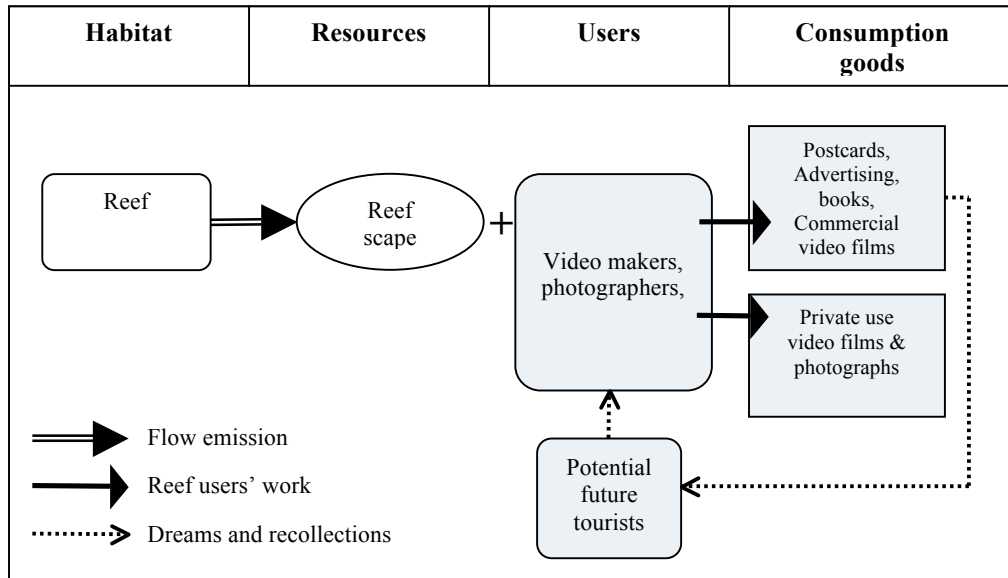 Habitat
Resources
Users
Consumption
goods
Reef
Reef
scape
+
Video makers,
photographers,
Postcards,
Advertising,
books,
Commercial
video films
Private use
video films &
photographs
Potential
future
tourists
Flow emission
Reef users’ work
Dreams and recollections